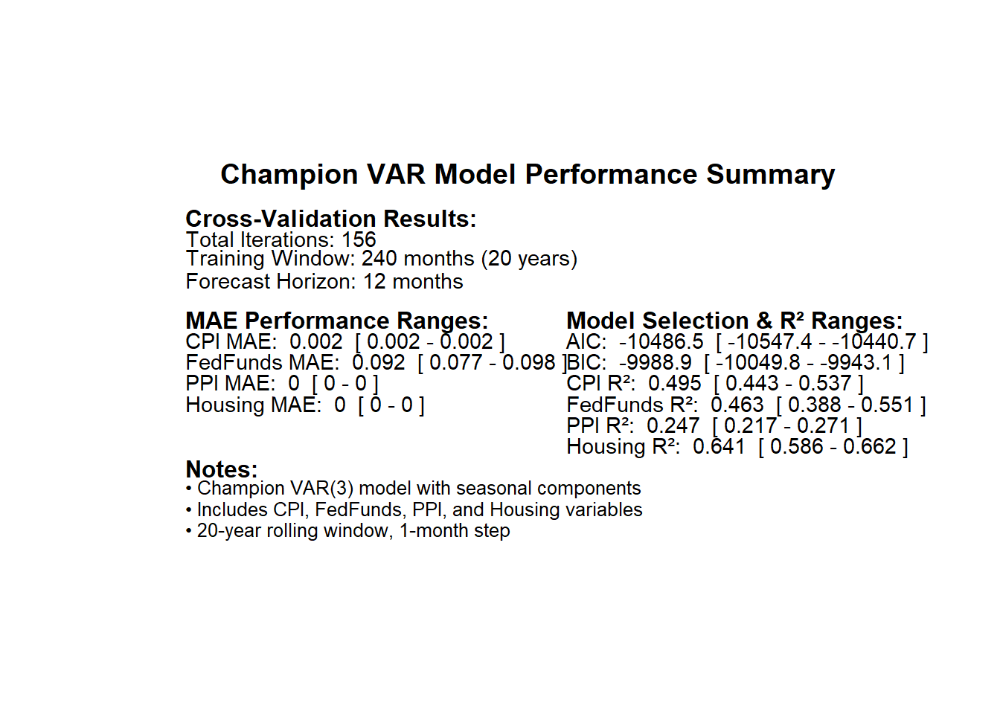 Champion VAR Model Performance Summary
Cross-Validation Results:
Total Iterations: 156
Training Window: 240 months (20 years)
Forecast Horizon: 12 months
MAE Performance Ranges:
CPI MAE:  0.002  [ 0.002 - 0.002 ]
FedFunds MAE:  0.092  [ 0.077 - 0.098 ]
PPI MAE:  0  [ 0 - 0 ]
Housing MAE:  0  [ 0 - 0 ]
Model Selection & R² Ranges:
AIC:  -10486.5  [ -10547.4 - -10440.7 ]
BIC:  -9988.9  [ -10049.8 - -9943.1 ]
CPI R²:  0.495  [ 0.443 - 0.537 ]
FedFunds R²:  0.463  [ 0.388 - 0.551 ]
PPI R²:  0.247  [ 0.217 - 0.271 ]
Housing R²:  0.641  [ 0.586 - 0.662 ]
Notes:
• Champion VAR(3) model with seasonal components
• Includes CPI, FedFunds, PPI, and Housing variables
• 20-year rolling window, 1-month step